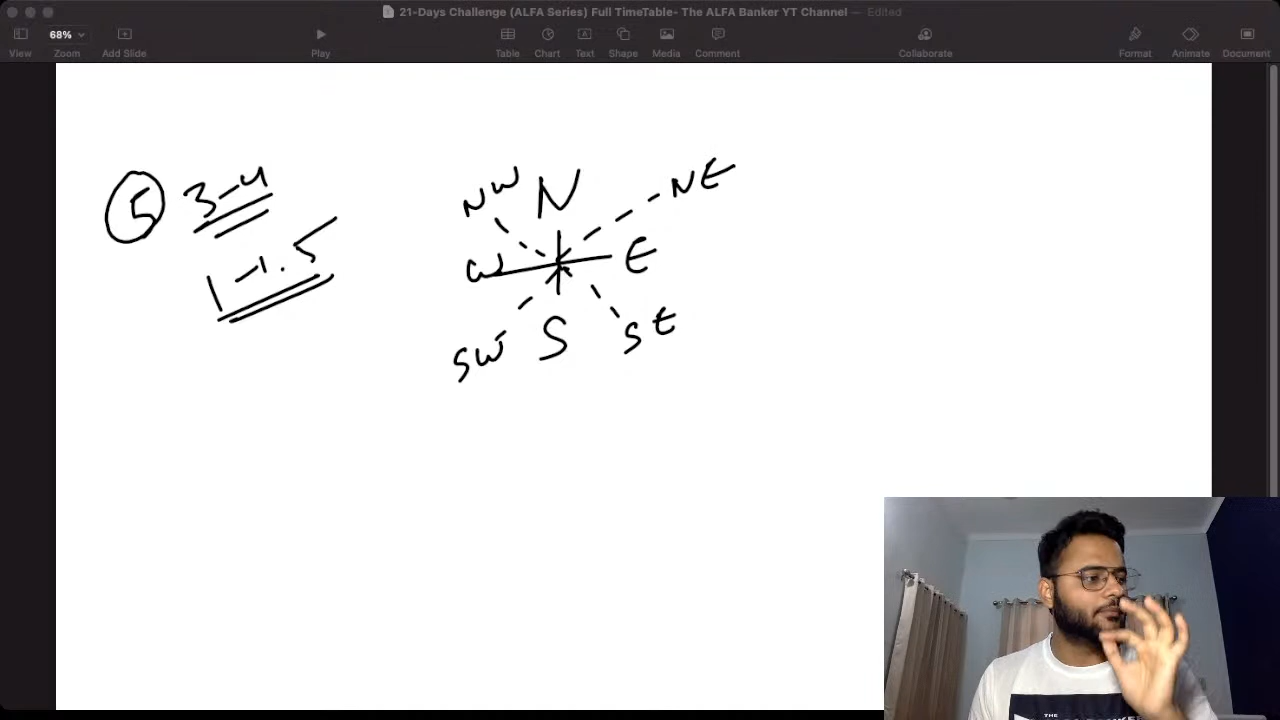 21-Days Challenge (ALFA Series) Full TimeTable- The ALFA Banker YT Channel — Edited
68%
View Zoom Add Slide Play Table Chart Text Shape Media Comment Collaborate Format Animate Document
5 3-4
1-1.5
NW N NE
W E
SW S SE
THE